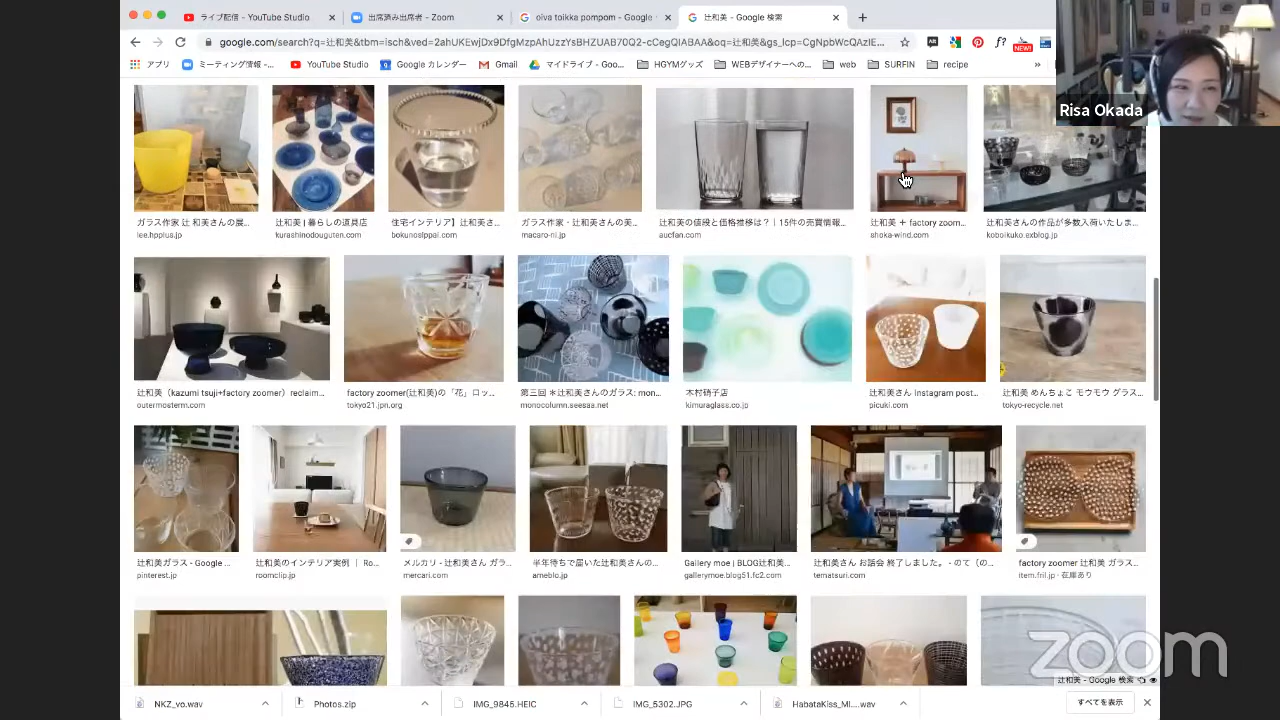 ライブ配信 - YouTube Studio
出席済み出席者 - Zoom
oiva toikka pompom - Google
辻和美 - Google 検索
google.com/search?q=辻和美&tbm=isch&ved=2ahUKEwjDx9DfgMzpAhUzzYsBHZUAB70Q2-cCegQIABAA&oq=辻和美&gs_lcp=CgNpbWcQAzIE...
NEW!
アプリ
ミーティング情報 -...
YouTube Studio
Google カレンダー
Gmail
マイドライブ - Goo...
HGYMグッズ
WEBデザイナーへの...
web
SURFIN
recipe
»
Risa Okada
ガラス作家 辻 和美さんの展...
lee.hpplus.jp
辻和美 | 暮らしの道具店
kurashinodouguten.com
住宅インテリア】辻和美さ...
bokunosippai.com
ガラス作家・辻和美さんの美...
macaro-ni.jp
辻和美の値段と価格推移は？｜15件の売買情報...
aucfan.com
辻和美 ＋ factory zoom...
shoka-wind.com
辻和美さんの作品が多数入荷いたしま...
koboikuko.exblog.jp
辻和美（kazumi tsuji+factory zoomer）reclaim...
outermosterm.com
factory zoomer(辻和美)の「花」ロッ...
tokyo21.jpn.org
第三回 ＊辻和美さんのガラス: mon...
monocolumn.seesaa.net
木村硝子店
kimuraglass.co.jp
辻和美さん Instagram post...
picuki.com
辻和美 めんちょこ モウモウ グラス...
tokyo-recycle.net
辻和美ガラス - Google ...
pinterest.jp
辻和美のインテリア実例 ｜ Ro...
roomclip.jp
メルカリ - 辻和美さん ガラ...
mercari.com
半年待ちで届いた辻和美さんの...
ameblo.jp
Gallery moe | BLOG辻和美...
gallerymoe.blog51.fc2.com
辻和美さん お話会 終了しました。 - のて（の...
tematsuri.com
factory zoomer 辻和美 ガラス...
item.fril.jp · 在庫あり
zoom
辻和美 - Google 検索
NKZ_vo.wav
Photos.zip
IMG_9845.HEIC
IMG_5302.JPG
HabataKiss_MI....wav
すべてを表示